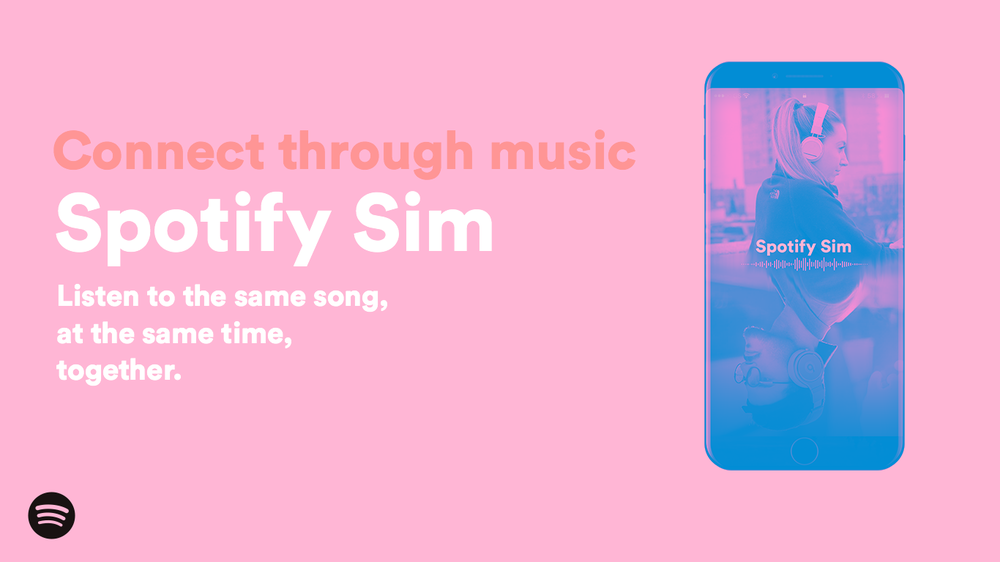 Connect through music
Spotify Sim
Listen to the same song,
at the same time,
together.
Spotify Sim